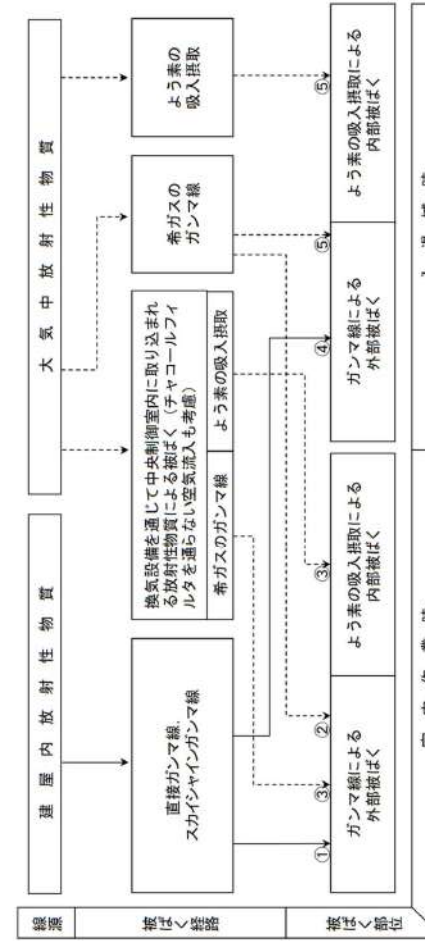 線源
建屋内放射性物質
大気中放射性物質
被ばく経路
直接ガンマ線,
スカイシャインガンマ線
換気設備を通じて中央制御室内に取り込まれ
る放射性物質による被ばく（チャコールフィ
ルタを通らない空気流入も考慮）
希ガスのガンマ線
よう素の吸入摂取
希ガスの
ガンマ線
よう素の
吸入摂取
被ばく部位
①
③
②
③
④
⑤
⑤
ガンマ線による
外部被ばく
よう素の吸入摂取による
内部被ばく
ガンマ線による
外部被ばく
よう素の吸入摂取による
内部被ばく